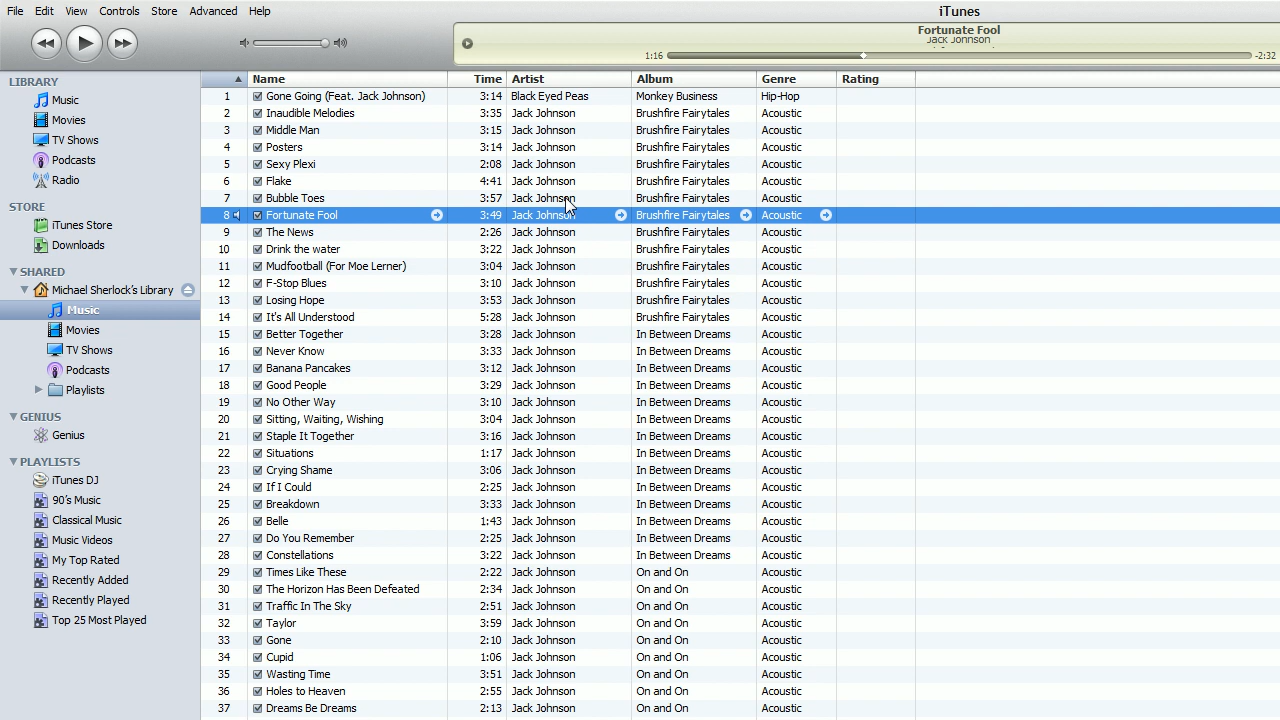 File Edit View Controls Store Advanced Help
iTunes
Fortunate Fool
Jack Johnson
1:16 -2:32
LIBRARY
Music
Movies
TV Shows
Podcasts
Radio
STORE
iTunes Store
Downloads
SHARED
Michael Sherlock's Library
Music
Movies
TV Shows
Podcasts
Playlists
GENIUS
Genius
PLAYLISTS
iTunes DJ
90's Music
Classical Music
Music Videos
My Top Rated
Recently Added
Recently Played
Top 25 Most Played
Name Time Artist Album Genre Rating
1 Gone Going (Feat. Jack Johnson) 3:14 Black Eyed Peas Monkey Business Hip-Hop
2 Inaudible Melodies 3:35 Jack Johnson Brushfire Fairytales Acoustic
3 Middle Man 3:15 Jack Johnson Brushfire Fairytales Acoustic
4 Posters 3:14 Jack Johnson Brushfire Fairytales Acoustic
5 Sexy Plexi 2:08 Jack Johnson Brushfire Fairytales Acoustic
6 Flake 4:41 Jack Johnson Brushfire Fairytales Acoustic
7 Bubble Toes 3:57 Jack Johnson Brushfire Fairytales Acoustic
8 Fortunate Fool 3:49 Jack Johnson Brushfire Fairytales Acoustic
9 The News 2:26 Jack Johnson Brushfire Fairytales Acoustic
10 Drink the water 3:22 Jack Johnson Brushfire Fairytales Acoustic
11 Mudfootball (For Moe Lerner) 3:04 Jack Johnson Brushfire Fairytales Acoustic
12 F-Stop Blues 3:10 Jack Johnson Brushfire Fairytales Acoustic
13 Losing Hope 3:53 Jack Johnson Brushfire Fairytales Acoustic
14 It's All Understood 5:28 Jack Johnson Brushfire Fairytales Acoustic
15 Better Together 3:28 Jack Johnson In Between Dreams Acoustic
16 Never Know 3:33 Jack Johnson In Between Dreams Acoustic
17 Banana Pancakes 3:12 Jack Johnson In Between Dreams Acoustic
18 Good People 3:29 Jack Johnson In Between Dreams Acoustic
19 No Other Way 3:10 Jack Johnson In Between Dreams Acoustic
20 Sitting, Waiting, Wishing 3:04 Jack Johnson In Between Dreams Acoustic
21 Staple It Together 3:16 Jack Johnson In Between Dreams Acoustic
22 Situations 1:17 Jack Johnson In Between Dreams Acoustic
23 Crying Shame 3:06 Jack Johnson In Between Dreams Acoustic
24 If I Could 2:25 Jack Johnson In Between Dreams Acoustic
25 Breakdown 3:33 Jack Johnson In Between Dreams Acoustic
26 Belle 1:43 Jack Johnson In Between Dreams Acoustic
27 Do You Remember 2:25 Jack Johnson In Between Dreams Acoustic
28 Constellations 3:22 Jack Johnson In Between Dreams Acoustic
29 Times Like These 2:22 Jack Johnson On and On Acoustic
30 The Horizon Has Been Defeated 2:34 Jack Johnson On and On Acoustic
31 Traffic In The Sky 2:51 Jack Johnson On and On Acoustic
32 Taylor 3:59 Jack Johnson On and On Acoustic
33 Gone 2:10 Jack Johnson On and On Acoustic
34 Cupid 1:06 Jack Johnson On and On Acoustic
35 Wasting Time 3:51 Jack Johnson On and On Acoustic
36 Holes to Heaven 2:55 Jack Johnson On and On Acoustic
37 Dreams Be Dreams 2:13 Jack Johnson On and On Acoustic